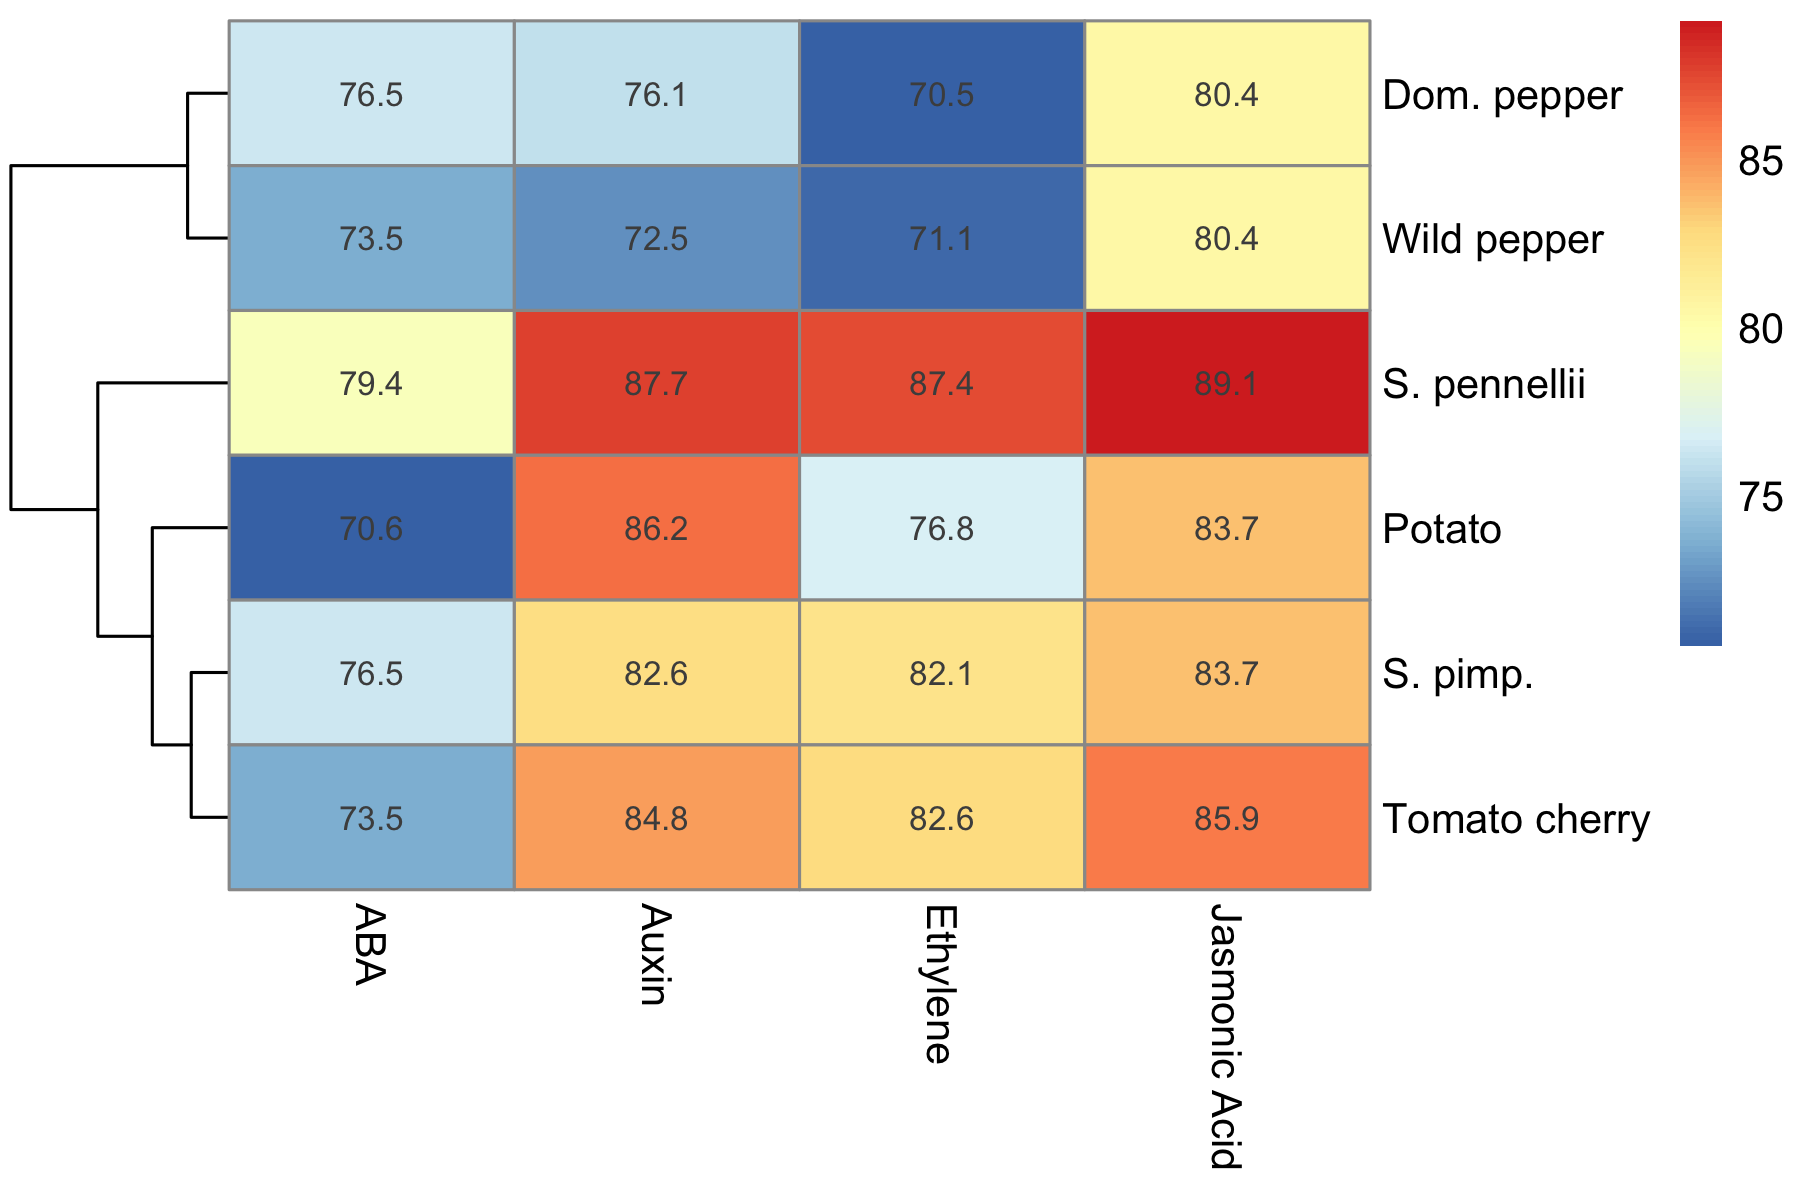 76.5 76.1 70.5 80.4 Dom. pepper
73.5 72.5 71.1 80.4 Wild pepper
79.4 87.7 87.4 89.1 S. pennellii
70.6 86.2 76.8 83.7 Potato
76.5 82.6 82.1 83.7 S. pimp.
73.5 84.8 82.6 85.9 Tomato cherry
ABA
Auxin
Ethylene
Jasmonic Acid
85
80
75